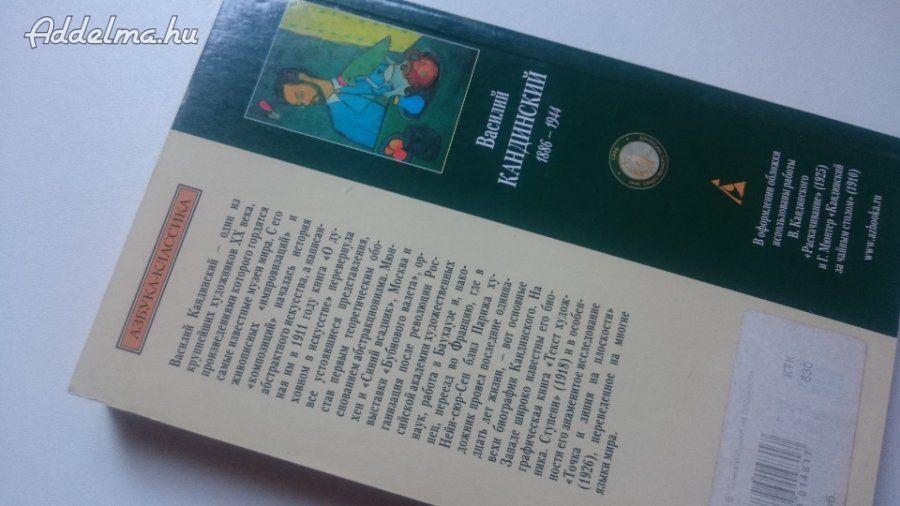 Addelma.hu
АЗБУКА-КЛАССИКА
Василий Кандинский – один из
крупнейших художников XX века,
произведениями которого гордятся
самые известные музеи мира. С его
живописных «импровизаций» и
«композиций» началась история
абстрактного искусства, а написан-
ная им в 1911 году книга «О ду-
ховном в искусстве» перевернула
все устоявшиеся представления,
став первым теоретическим обо-
снованием абстракционизма. Мюн-
хен и «Синий всадник», Москва и
выставки «Бубнового валета», ор-
ганизация после революции Рос-
сийской академии художественных
наук, работа в Баухаузе и, нако-
нец, переезд во Францию, где в
Нейи-сюр-Сен близ Парижа ху-
дожник провел последние одинна-
дцать лет жизни, – вот основные
вехи биографии Кандинского. На
Западе широко известны его био-
графическая книга «Текст худож-
ника. Ступени» (1918) и в особен-
ности его знаменитое исследование
«Точка и линия на плоскости»
(1926), переведенное на многие
языки мира.
Василий
КАНДИНСКИЙ
1886 – 1944
В оформлении обложки
использованы работы
В. Кандинского
«Раскачивание» (1925)
и Г. Мюнтер «Кандинский
за чайным столом» (1910)
www.azbooka.ru
КТК
830
014817